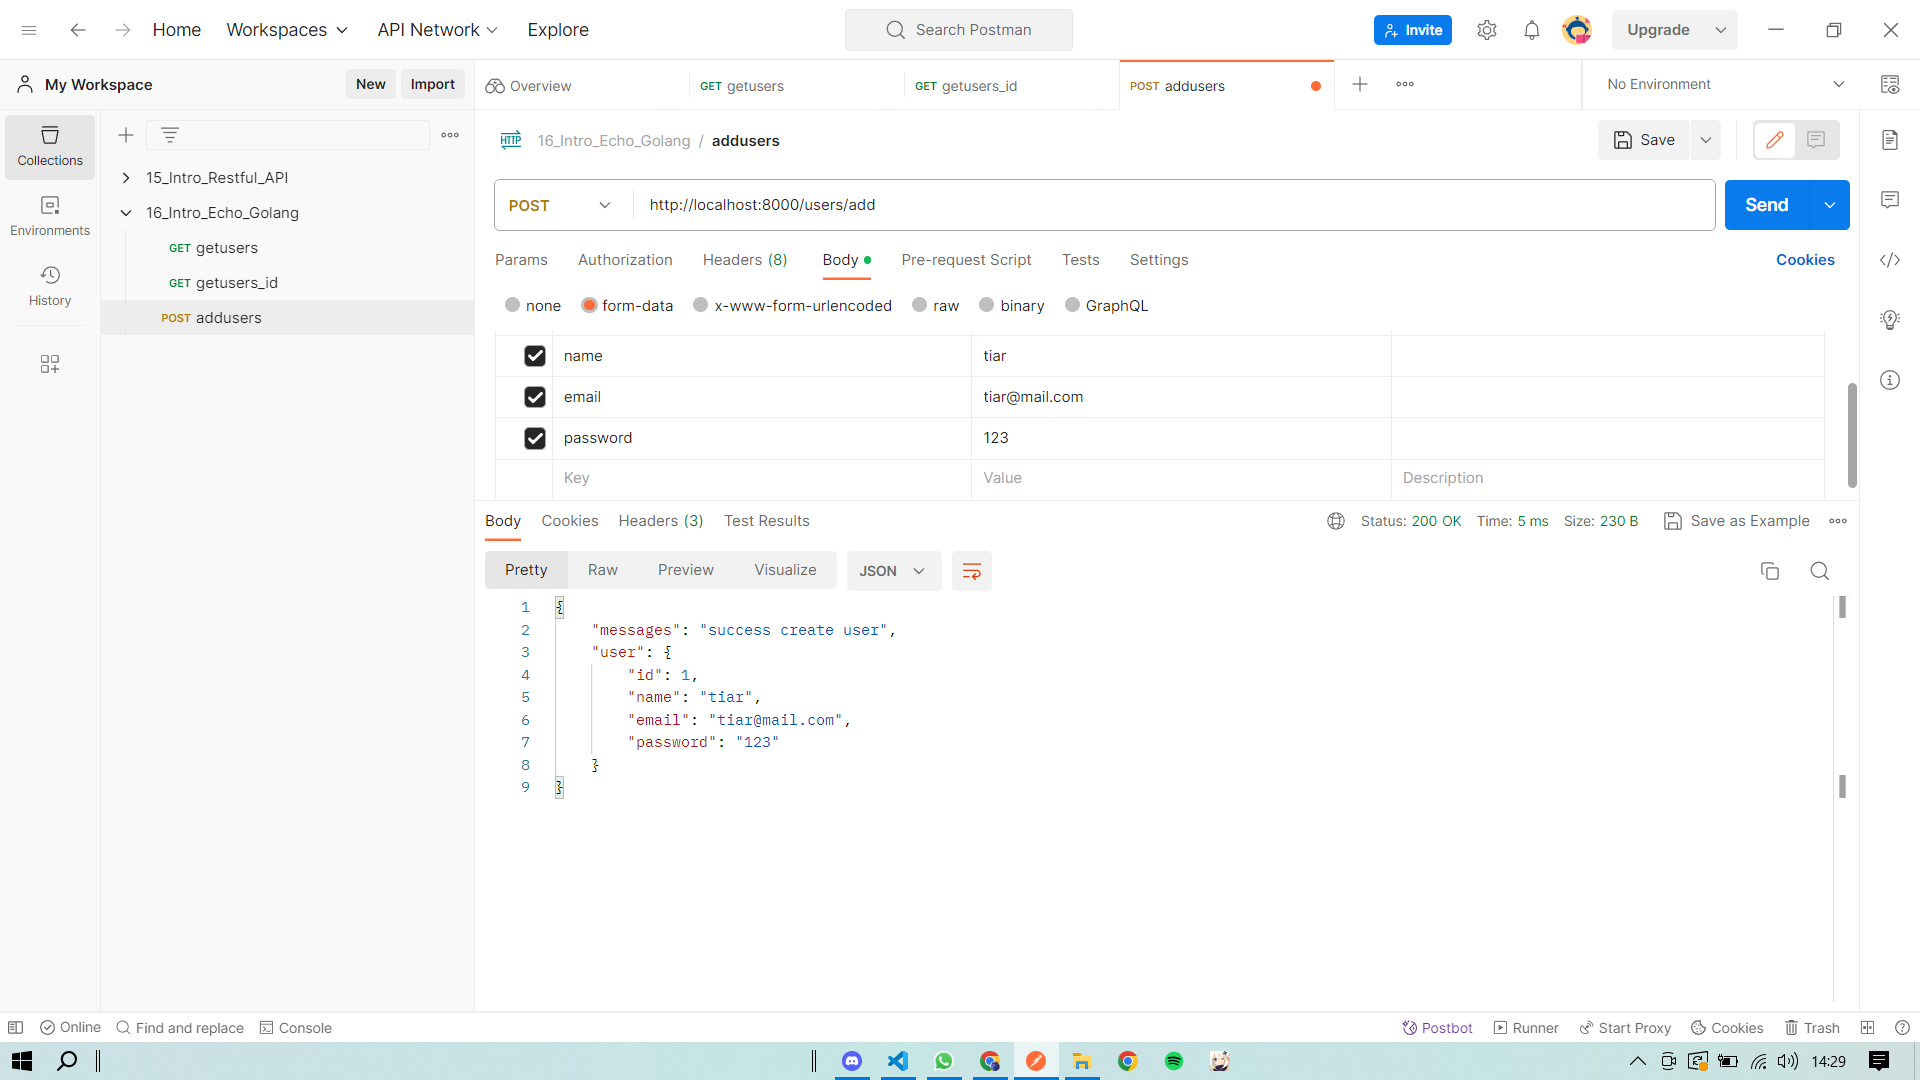 Home
Workspaces
API Network
Explore
Search Postman
Invite
Upgrade
My Workspace
New
Import
Overview
GET getusers
GET getusers_id
POST addusers
No Environment
Collections
Environments
History
15_Intro_Restful_API
16_Intro_Echo_Golang
GET getusers
GET getusers_id
POST addusers
HTTP 16_Intro_Echo_Golang / addusers
Save
POST
http://localhost:8000/users/add
Send
Params
Authorization
Headers (8)
Body
Pre-request Script
Tests
Settings
Cookies
none
form-data
x-www-form-urlencoded
raw
binary
GraphQL
name tiar
email tiar@mail.com
password 123
Key Value Description
Body
Cookies
Headers (3)
Test Results
Status: 200 OK
Time: 5 ms
Size: 230 B
Save as Example
Pretty
Raw
Preview
Visualize
JSON
1 {
2 "messages": "success create user",
3 "user": {
4 "id": 1,
5 "name": "tiar",
6 "email": "tiar@mail.com",
7 "password": "123"
8 }
9 }
Online
Find and replace
Console
Postbot
Runner
Start Proxy
Cookies
Trash
14:29